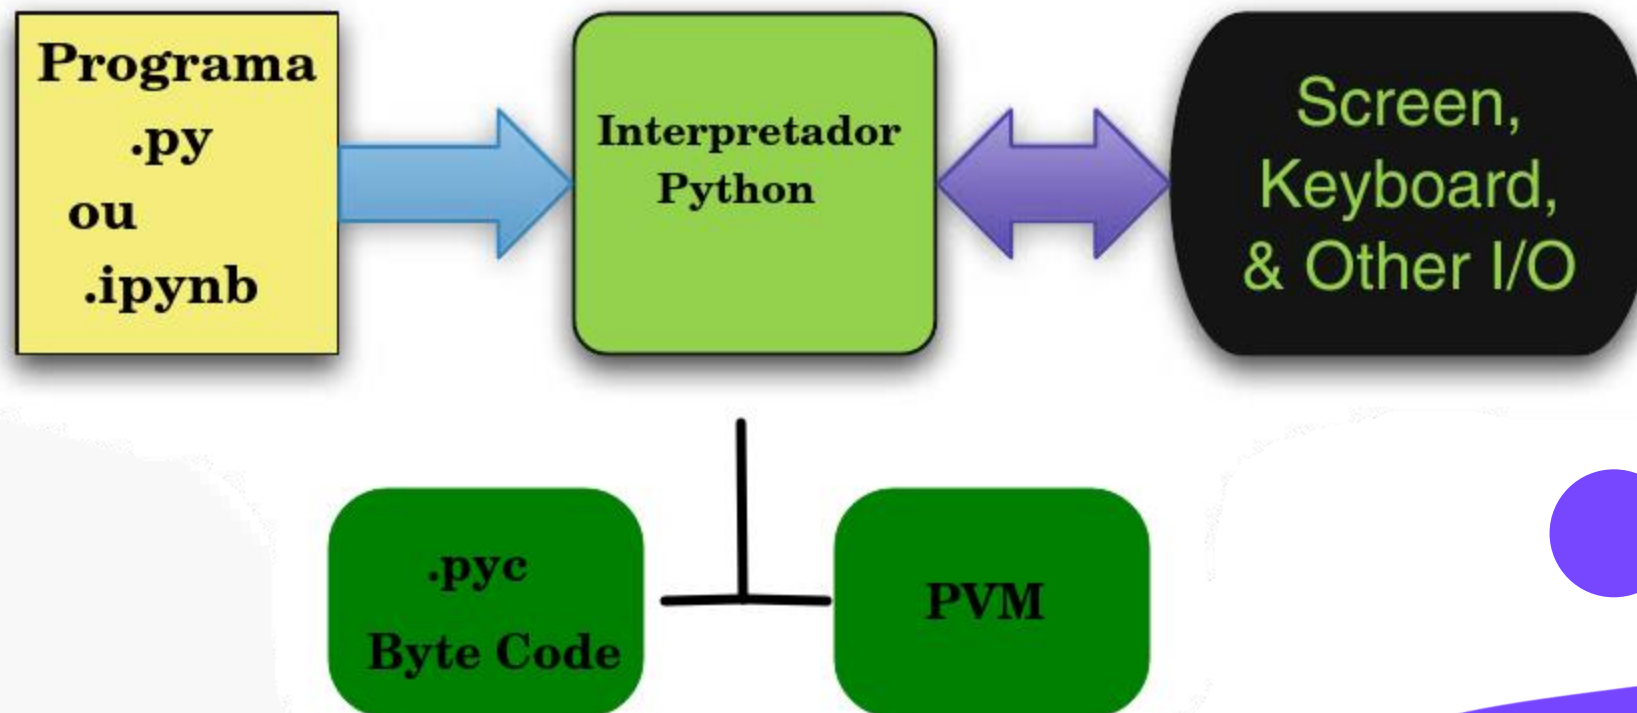 Programa
.py
ou
.ipynb
Interpretador
Python
Screen,
Keyboard,
& Other I/O
.pyc
Byte Code
PVM